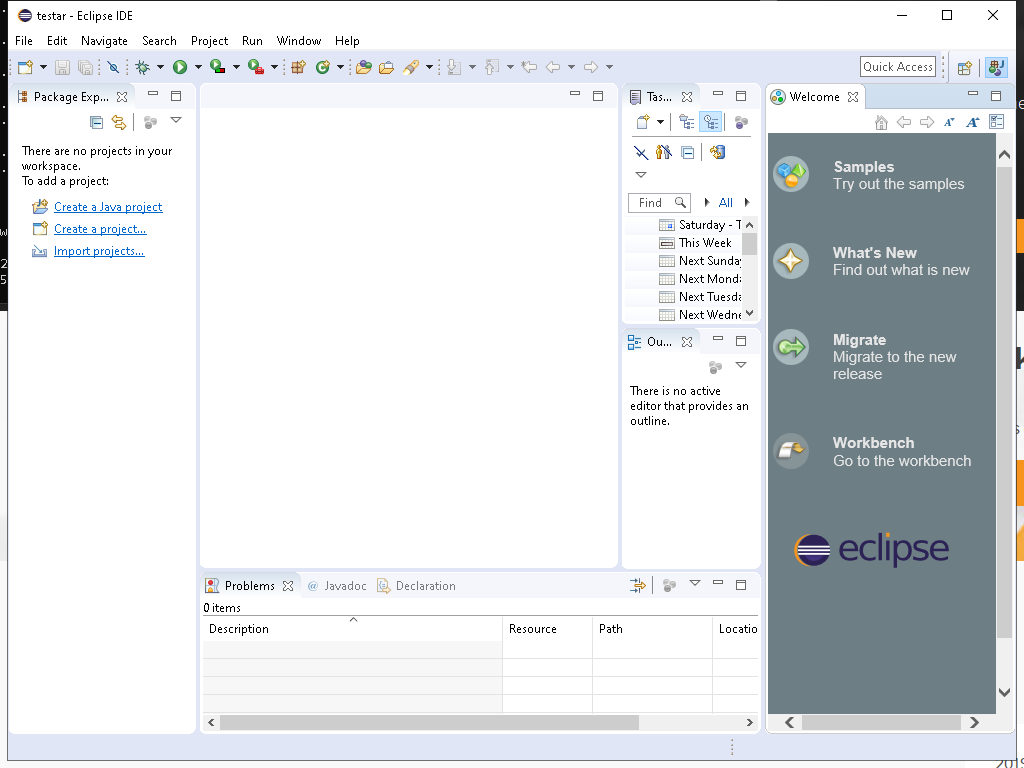 testar - Eclipse IDE
File Edit Navigate Search Project Run Window Help
Quick Access
Package Exp...
There are no projects in your
workspace.
To add a project:
Create a Java project
Create a project...
Import projects...
Tas...
Find
All
Saturday - T
This Week
Next Sunday
Next Monda
Next Tuesda
Next Wedne
Ou...
There is no active
editor that provides an
outline.
Problems
@ Javadoc
Declaration
0 items
Description Resource Path Locatio
Welcome
Samples
Try out the samples
What's New
Find out what is new
Migrate
Migrate to the new
release
Workbench
Go to the workbench
eclipse